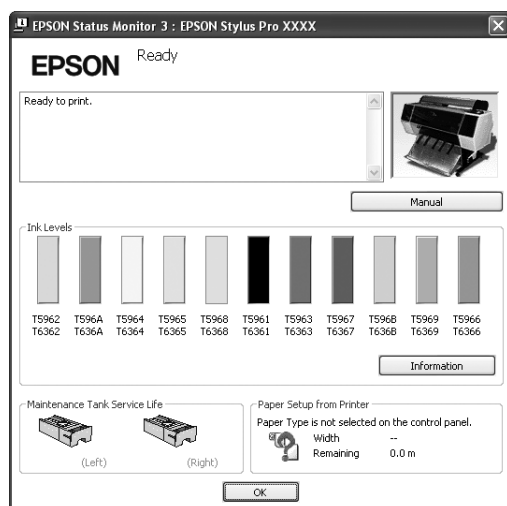 EPSON Status Monitor 3 : EPSON Stylus Pro XXXX
EPSON Ready
Ready to print.
Manual
Ink Levels
T5962 T596A T5964 T5965 T5968 T5961 T5963 T5967 T596B T5969 T5966
T6362 T636A T6364 T6365 T6368 T6361 T6363 T6367 T636B T6369 T6366
Information
Maintenance Tank Service Life
(Left) (Right)
Paper Setup from Printer
Paper Type is not selected on the control panel.
Width --
Remaining 0.0 m
OK